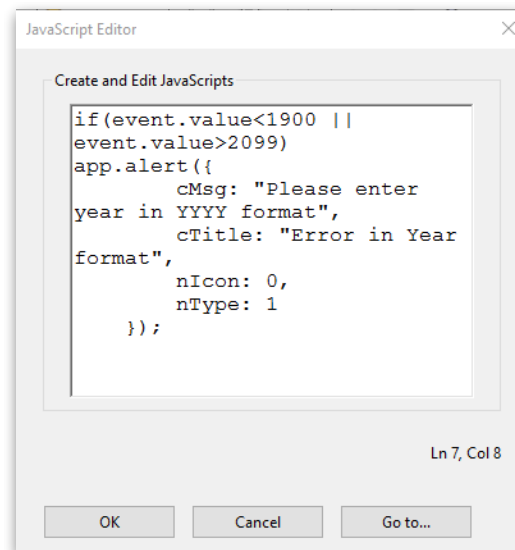 JavaScript Editor
Create and Edit JavaScripts
if(event.value<1900 ||
event.value>2099)
app.alert({
        cMsg: "Please enter
year in YYYY format",
        cTitle: "Error in Year
format",
        nIcon: 0,
        nType: 1
    });
Ln 7, Col 8
OK Cancel Go to...